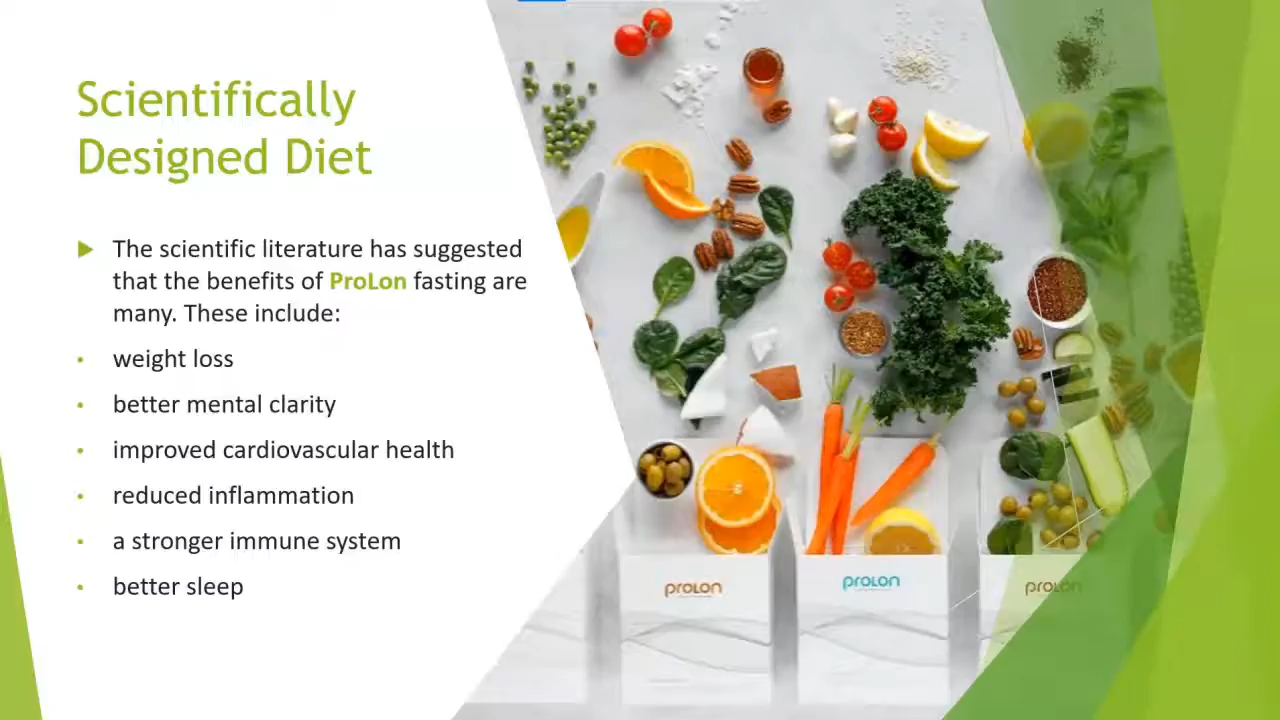 Scientifically
Designed Diet
The scientific literature has suggested
that the benefits of ProLon fasting are
many. These include:
weight loss
better mental clarity
improved cardiovascular health
reduced inflammation
a stronger immune system
better sleep
ProLon
ProLon
ProLon